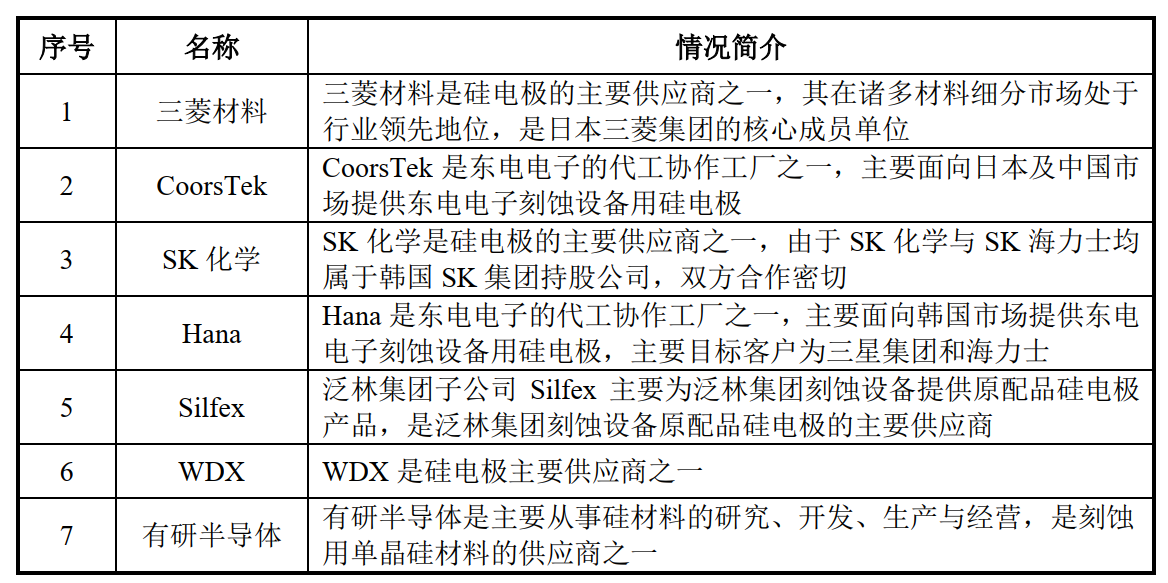 序号 名称 情况简介
1 三菱材料 三菱材料是硅电极的主要供应商之一，其在诸多材料细分市场处于
行业领先地位，是日本三菱集团的核心成员单位
2 CoorsTek CoorsTek 是东电电子的代工协作工厂之一，主要面向日本及中国市
场提供东电电子刻蚀设备用硅电极
3 SK 化学 SK 化学是硅电极的主要供应商之一，由于 SK 化学与 SK 海力士均
属于韩国 SK 集团持股公司，双方合作密切
4 Hana Hana 是东电电子的代工协作工厂之一，主要面向韩国市场提供东电
电子刻蚀设备用硅电极，主要目标客户为三星集团和海力士
5 Silfex 泛林集团子公司 Silfex 主要为泛林集团刻蚀设备提供原配品硅电极
产品，是泛林集团刻蚀设备原配品硅电极的主要供应商
6 WDX WDX 是硅电极主要供应商之一
7 有研半导体 有研半导体是主要从事硅材料的研究、开发、生产与经营，是刻蚀
用单晶硅材料的供应商之一